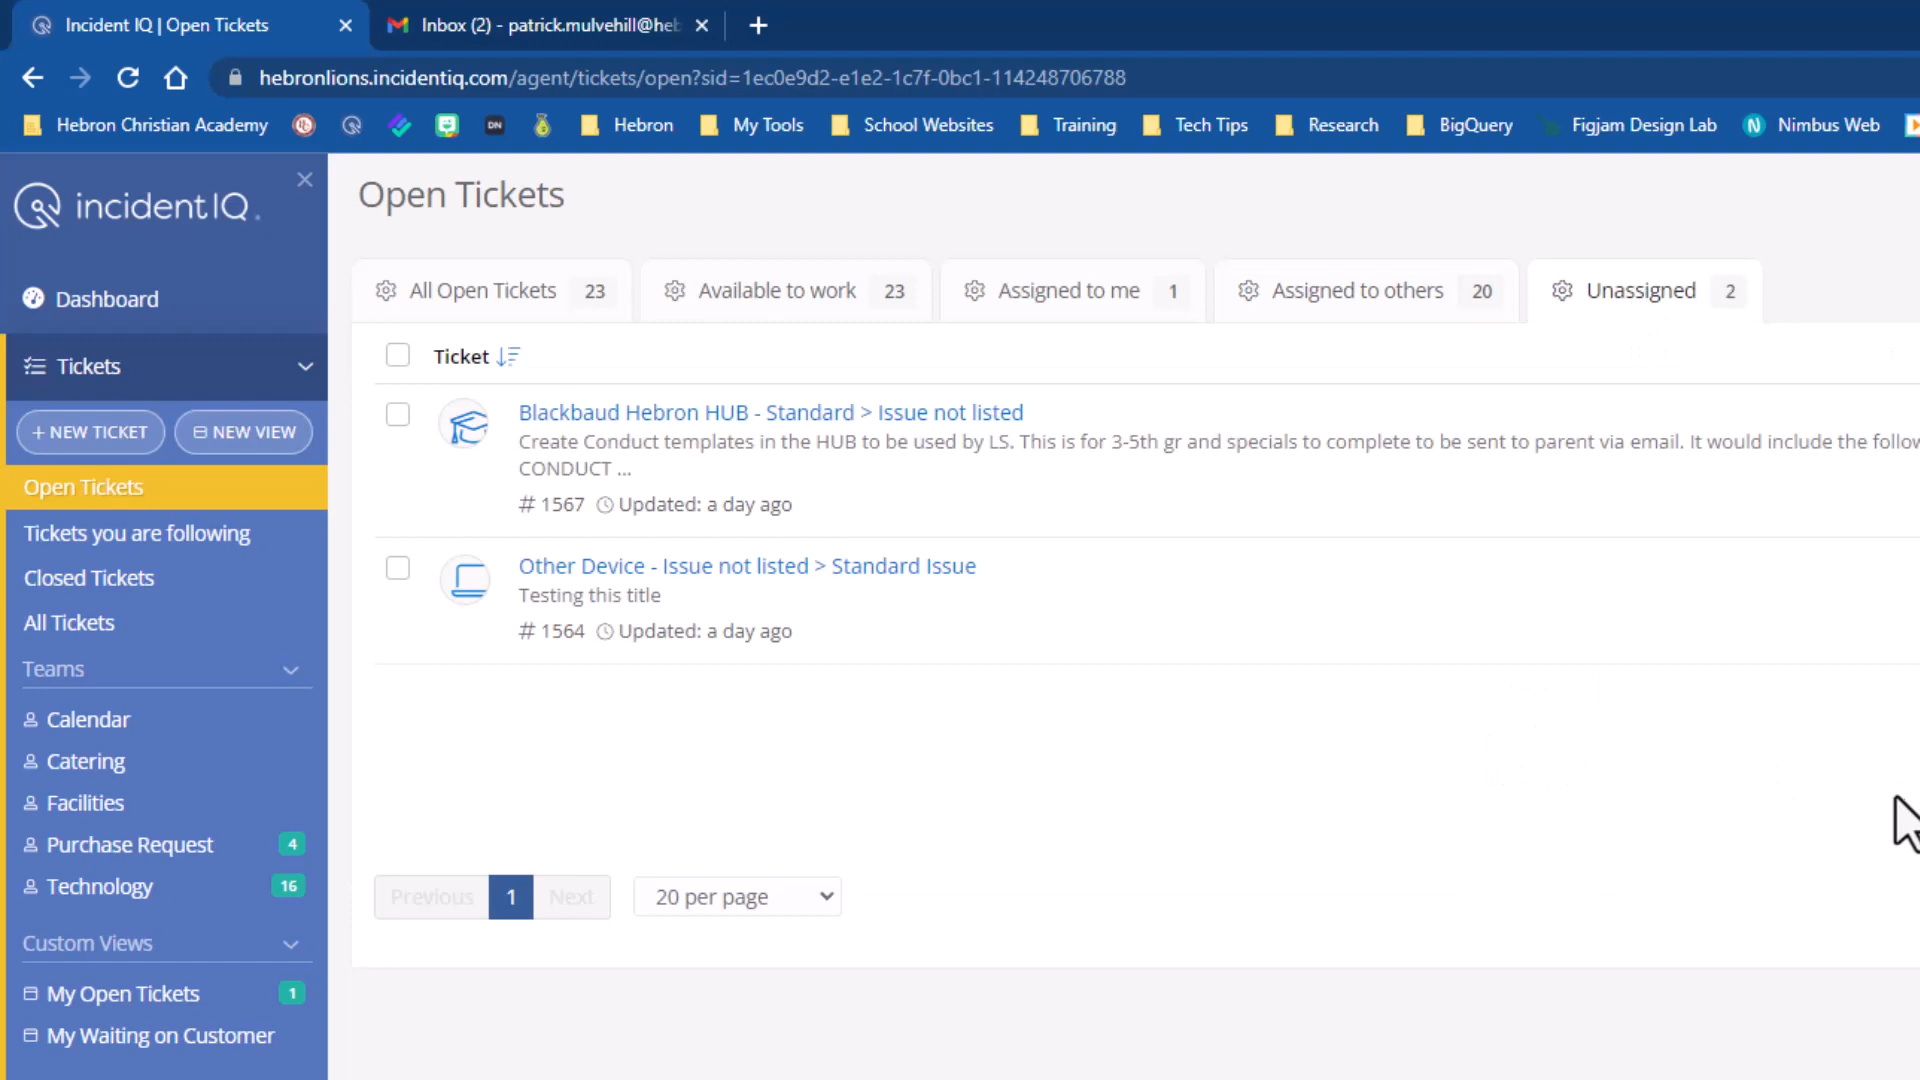 Incident IQ | Open Tickets
Inbox (2) - patrick.mulvehill@heb
hebronlions.incidentiq.com/agent/tickets/open?sid=1ec0e9d2-e1e2-1c7f-0bc1-114248706788
Hebron Christian Academy
DN
Hebron
My Tools
School Websites
Training
Tech Tips
Research
BigQuery
Figjam Design Lab
N
Nimbus Web
incidentIQ.
Dashboard
Tickets
+ NEW TICKET
NEW VIEW
Open Tickets
Tickets you are following
Closed Tickets
All Tickets
Teams
Calendar
Catering
Facilities
Purchase Request 4
Technology 16
Custom Views
My Open Tickets 1
My Waiting on Customer
Open Tickets
All Open Tickets 23
Available to work 23
Assigned to me 1
Assigned to others 20
Unassigned 2
Ticket
Blackbaud Hebron HUB - Standard > Issue not listed
Create Conduct templates in the HUB to be used by LS. This is for 3-5th gr and specials to complete to be sent to parent via email. It would include the follow
CONDUCT ...
# 1567 Updated: a day ago
Other Device - Issue not listed > Standard Issue
Testing this title
# 1564 Updated: a day ago
Previous 1 Next
20 per page